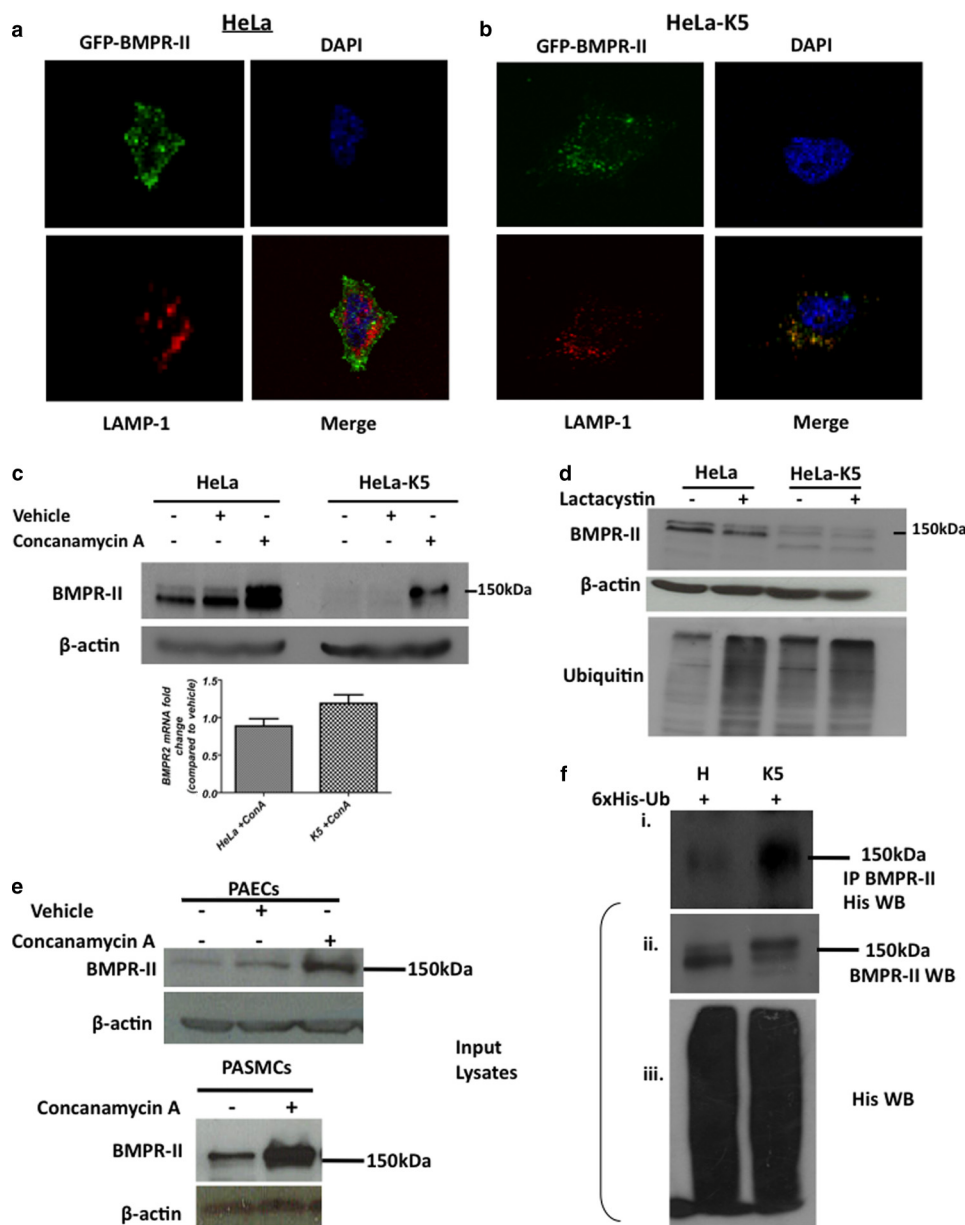 a
HeLa
GFP-BMPR-II DAPI
LAMP-1 Merge
b
HeLa-K5
GFP-BMPR-II DAPI
LAMP-1 Merge
c
HeLa HeLa-K5
Vehicle - + - - + -
Concanamycin A - - + - - +
BMPR-II 150kDa
β-actin
BMPR2 mRNA fold
change
(compared to vehicle)
1.5
1.0
0.5
0.0
HeLa +ConA K5 +ConA
d
HeLa HeLa-K5
Lactacystin - + - +
BMPR-II 150kDa
β-actin
Ubiquitin
e
PAECs
Vehicle - + -
Concanamycin A - - +
BMPR-II 150kDa
β-actin
PASMCs
Concanamycin A - +
BMPR-II 150kDa
β-actin
f
H K5
6xHis-Ub + +
i.
150kDa
IP BMPR-II
His WB
ii.
150kDa
BMPR-II WB
iii.
His WB
Input
Lysates